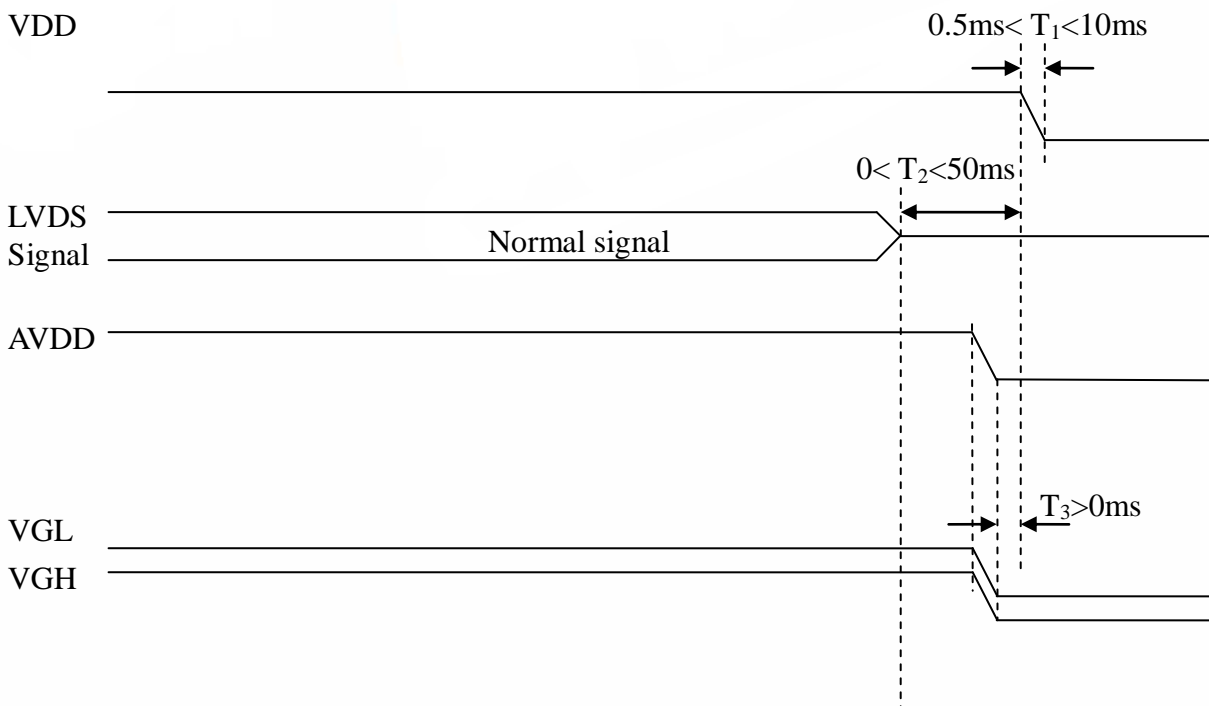 VDD
0.5ms< T₁<10ms
0< T₂<50ms
LVDS
Signal
Normal signal
AVDD
T₃>0ms
VGL
VGH